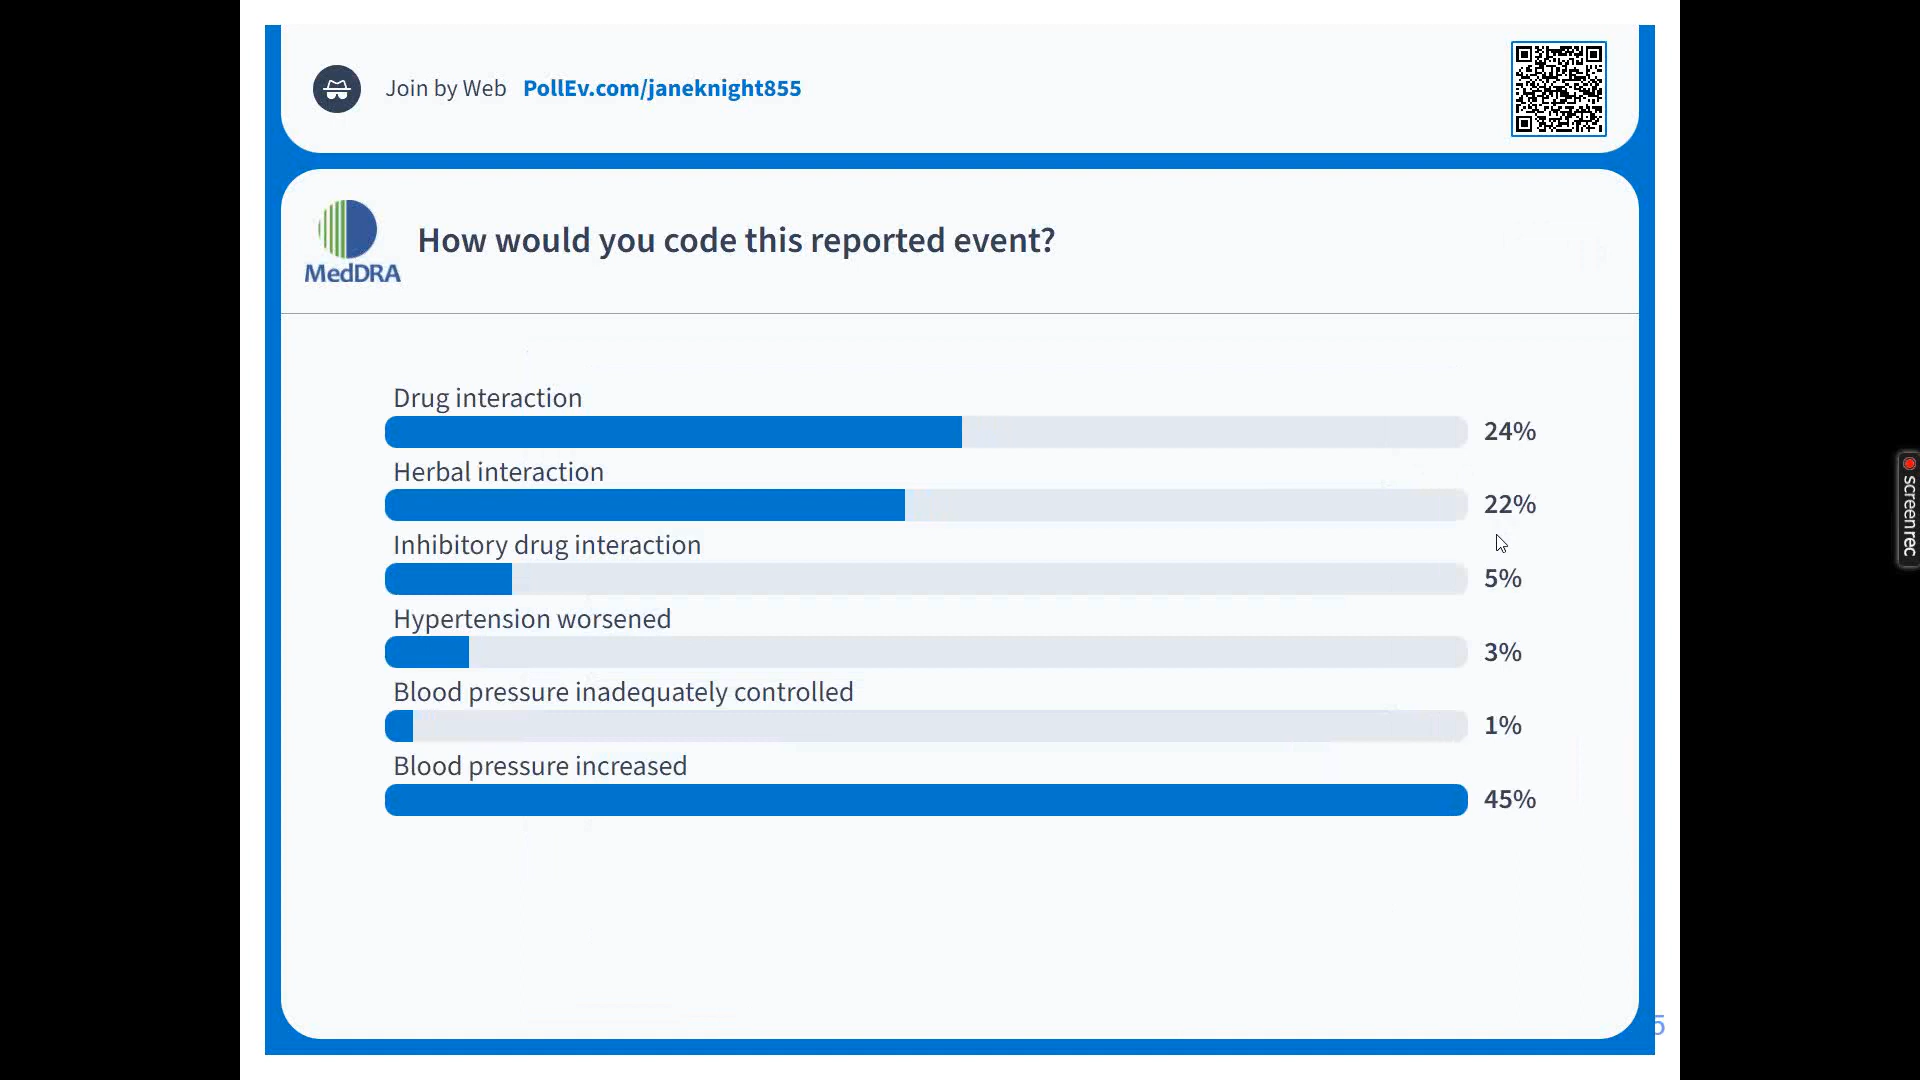 Join by Web PollEv.com/janeknight855
MedDRA
How would you code this reported event?
Drug interaction
24%
Herbal interaction
22%
Inhibitory drug interaction
5%
Hypertension worsened
3%
Blood pressure inadequately controlled
1%
Blood pressure increased
45%
5
screenrec